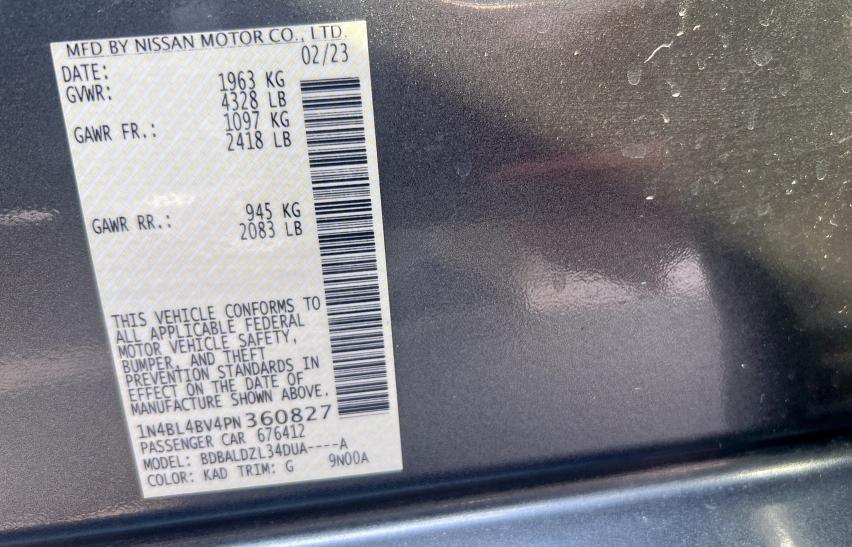 MFD BY NISSAN MOTOR CO., LTD.
DATE: 02/23
GVWR: 1963 KG
4328 LB
GAWR FR.: 1097 KG
2418 LB
GAWR RR.: 945 KG
2083 LB
THIS VEHICLE CONFORMS TO
ALL APPLICABLE FEDERAL
MOTOR VEHICLE SAFETY,
BUMPER, AND THEFT
PREVENTION STANDARDS IN
EFFECT ON THE DATE OF
MANUFACTURE SHOWN ABOVE.
1N4BL4BV4PN360827
PASSENGER CAR 676412
MODEL: BDBALDZL34DUA----A
COLOR: KAD TRIM: G 9N00A